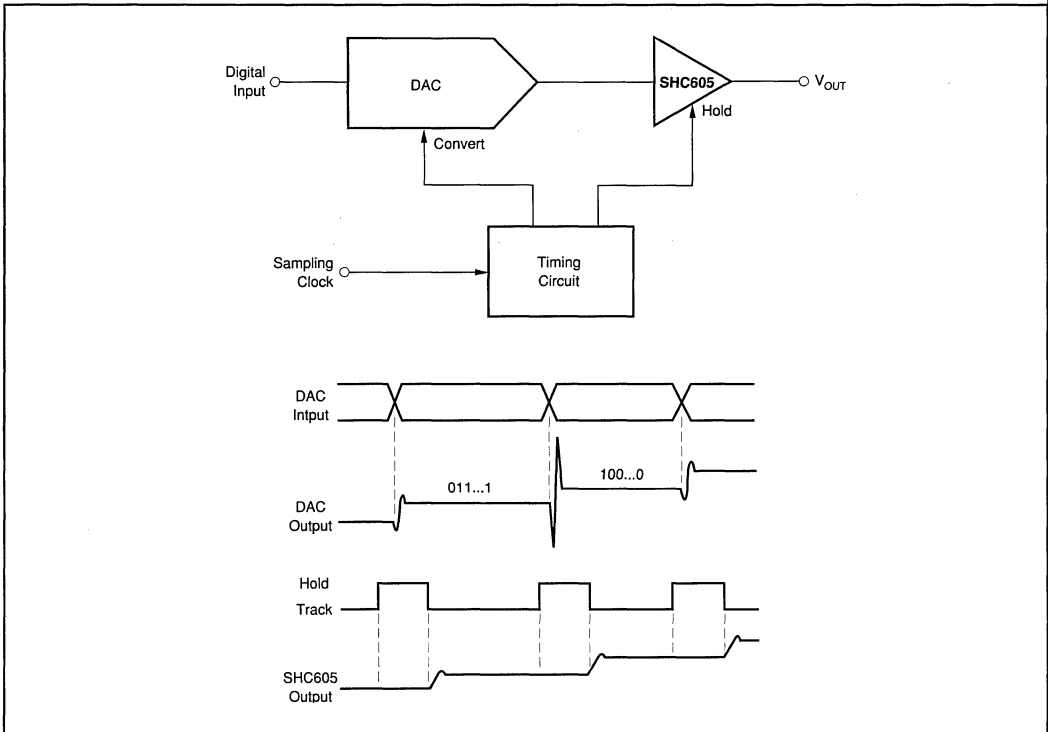 Digital
Input
DAC
SHC605
V_OUT
Hold
Convert
Sampling
Clock
Timing
Circuit
DAC
Intput
011...1
100...0
DAC
Output
Hold
Track
SHC605
Output